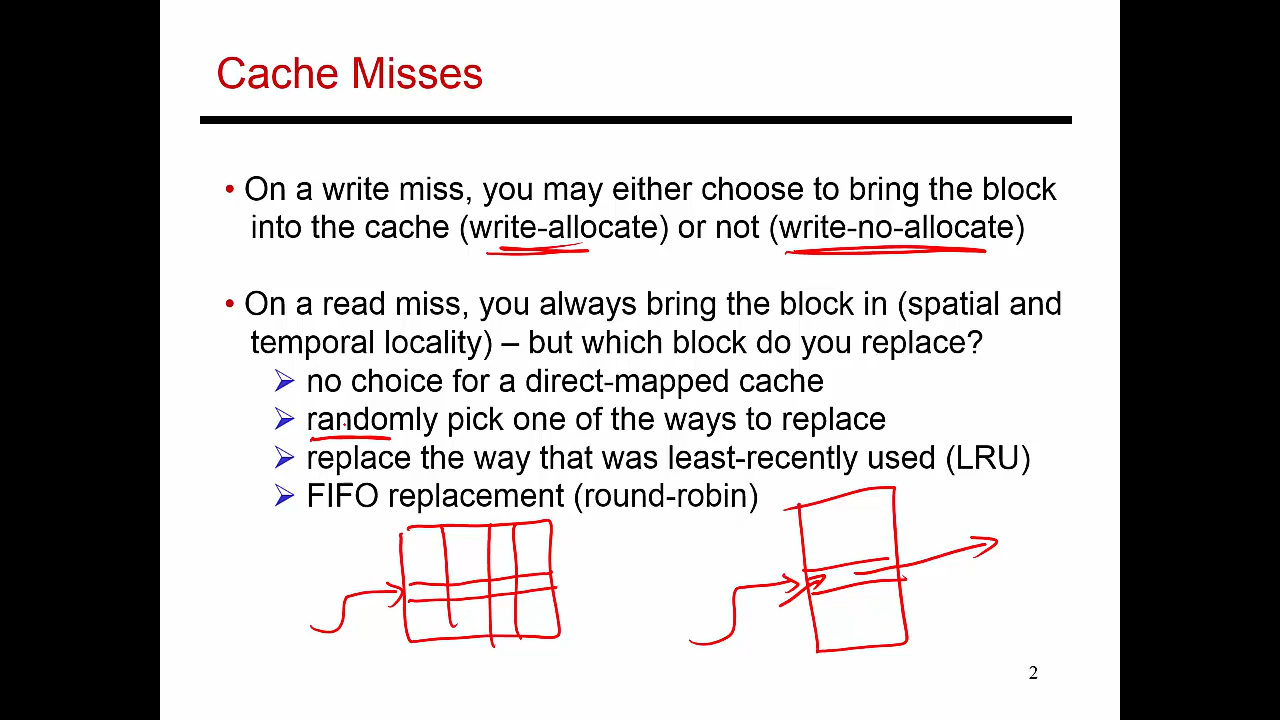 Cache Misses
• On a write miss, you may either choose to bring the block
into the cache (write-allocate) or not (write-no-allocate)
• On a read miss, you always bring the block in (spatial and
temporal locality) – but which block do you replace?
➢ no choice for a direct-mapped cache
➢ randomly pick one of the ways to replace
➢ replace the way that was least-recently used (LRU)
➢ FIFO replacement (round-robin)
2